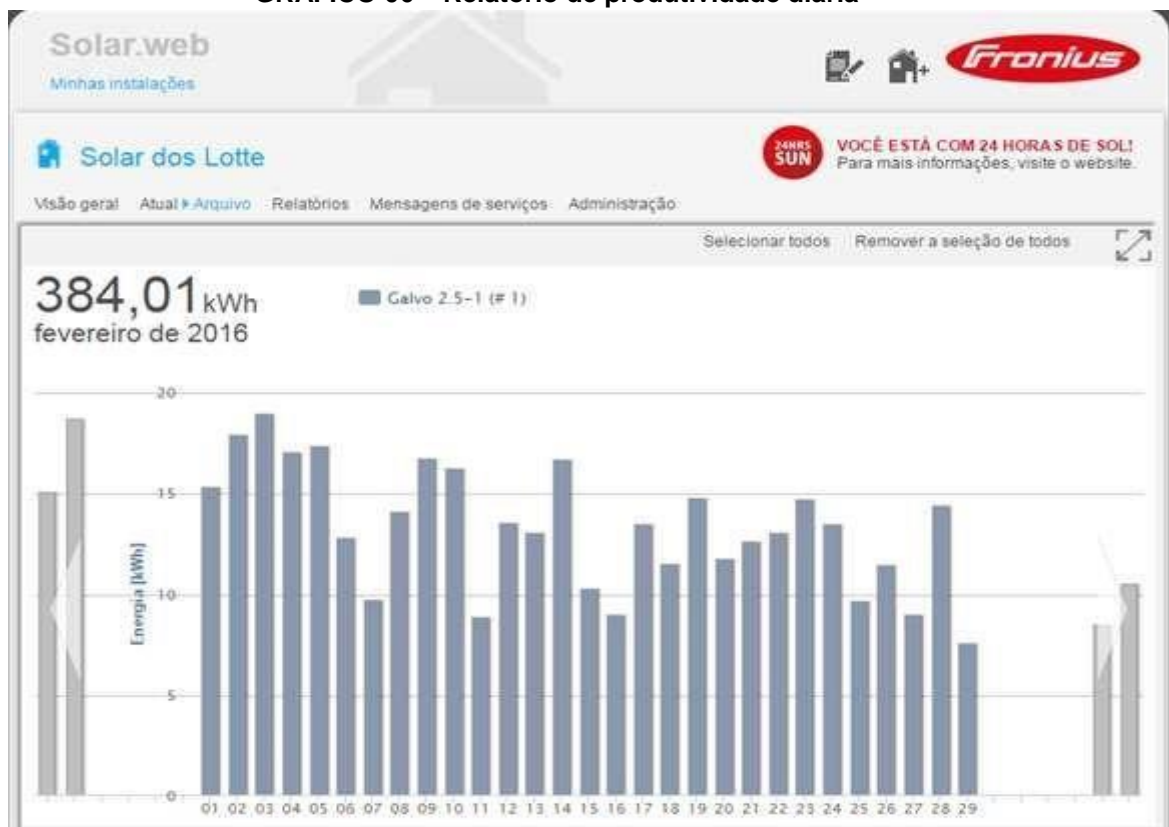 Solar.web
Minhas instalações
Fronius
Solar dos Lotte
24HRS
SUN
VOCÊ ESTÁ COM 24 HORAS DE SOL!
Para mais informações, visite o website.
Visão geral Atual Arquivo Relatórios Mensagens de serviços Administração
Selecionar todos Remover a seleção de todos
384,01 kWh
fevereiro de 2016
Galvo 2.5-1 (# 1)
20
15
10
5
0
Energia [kWh]
01 02 03 04 05 06 07 08 09 10 11 12 13 14 15 16 17 18 19 20 21 22 23 24 25 26 27 28 29